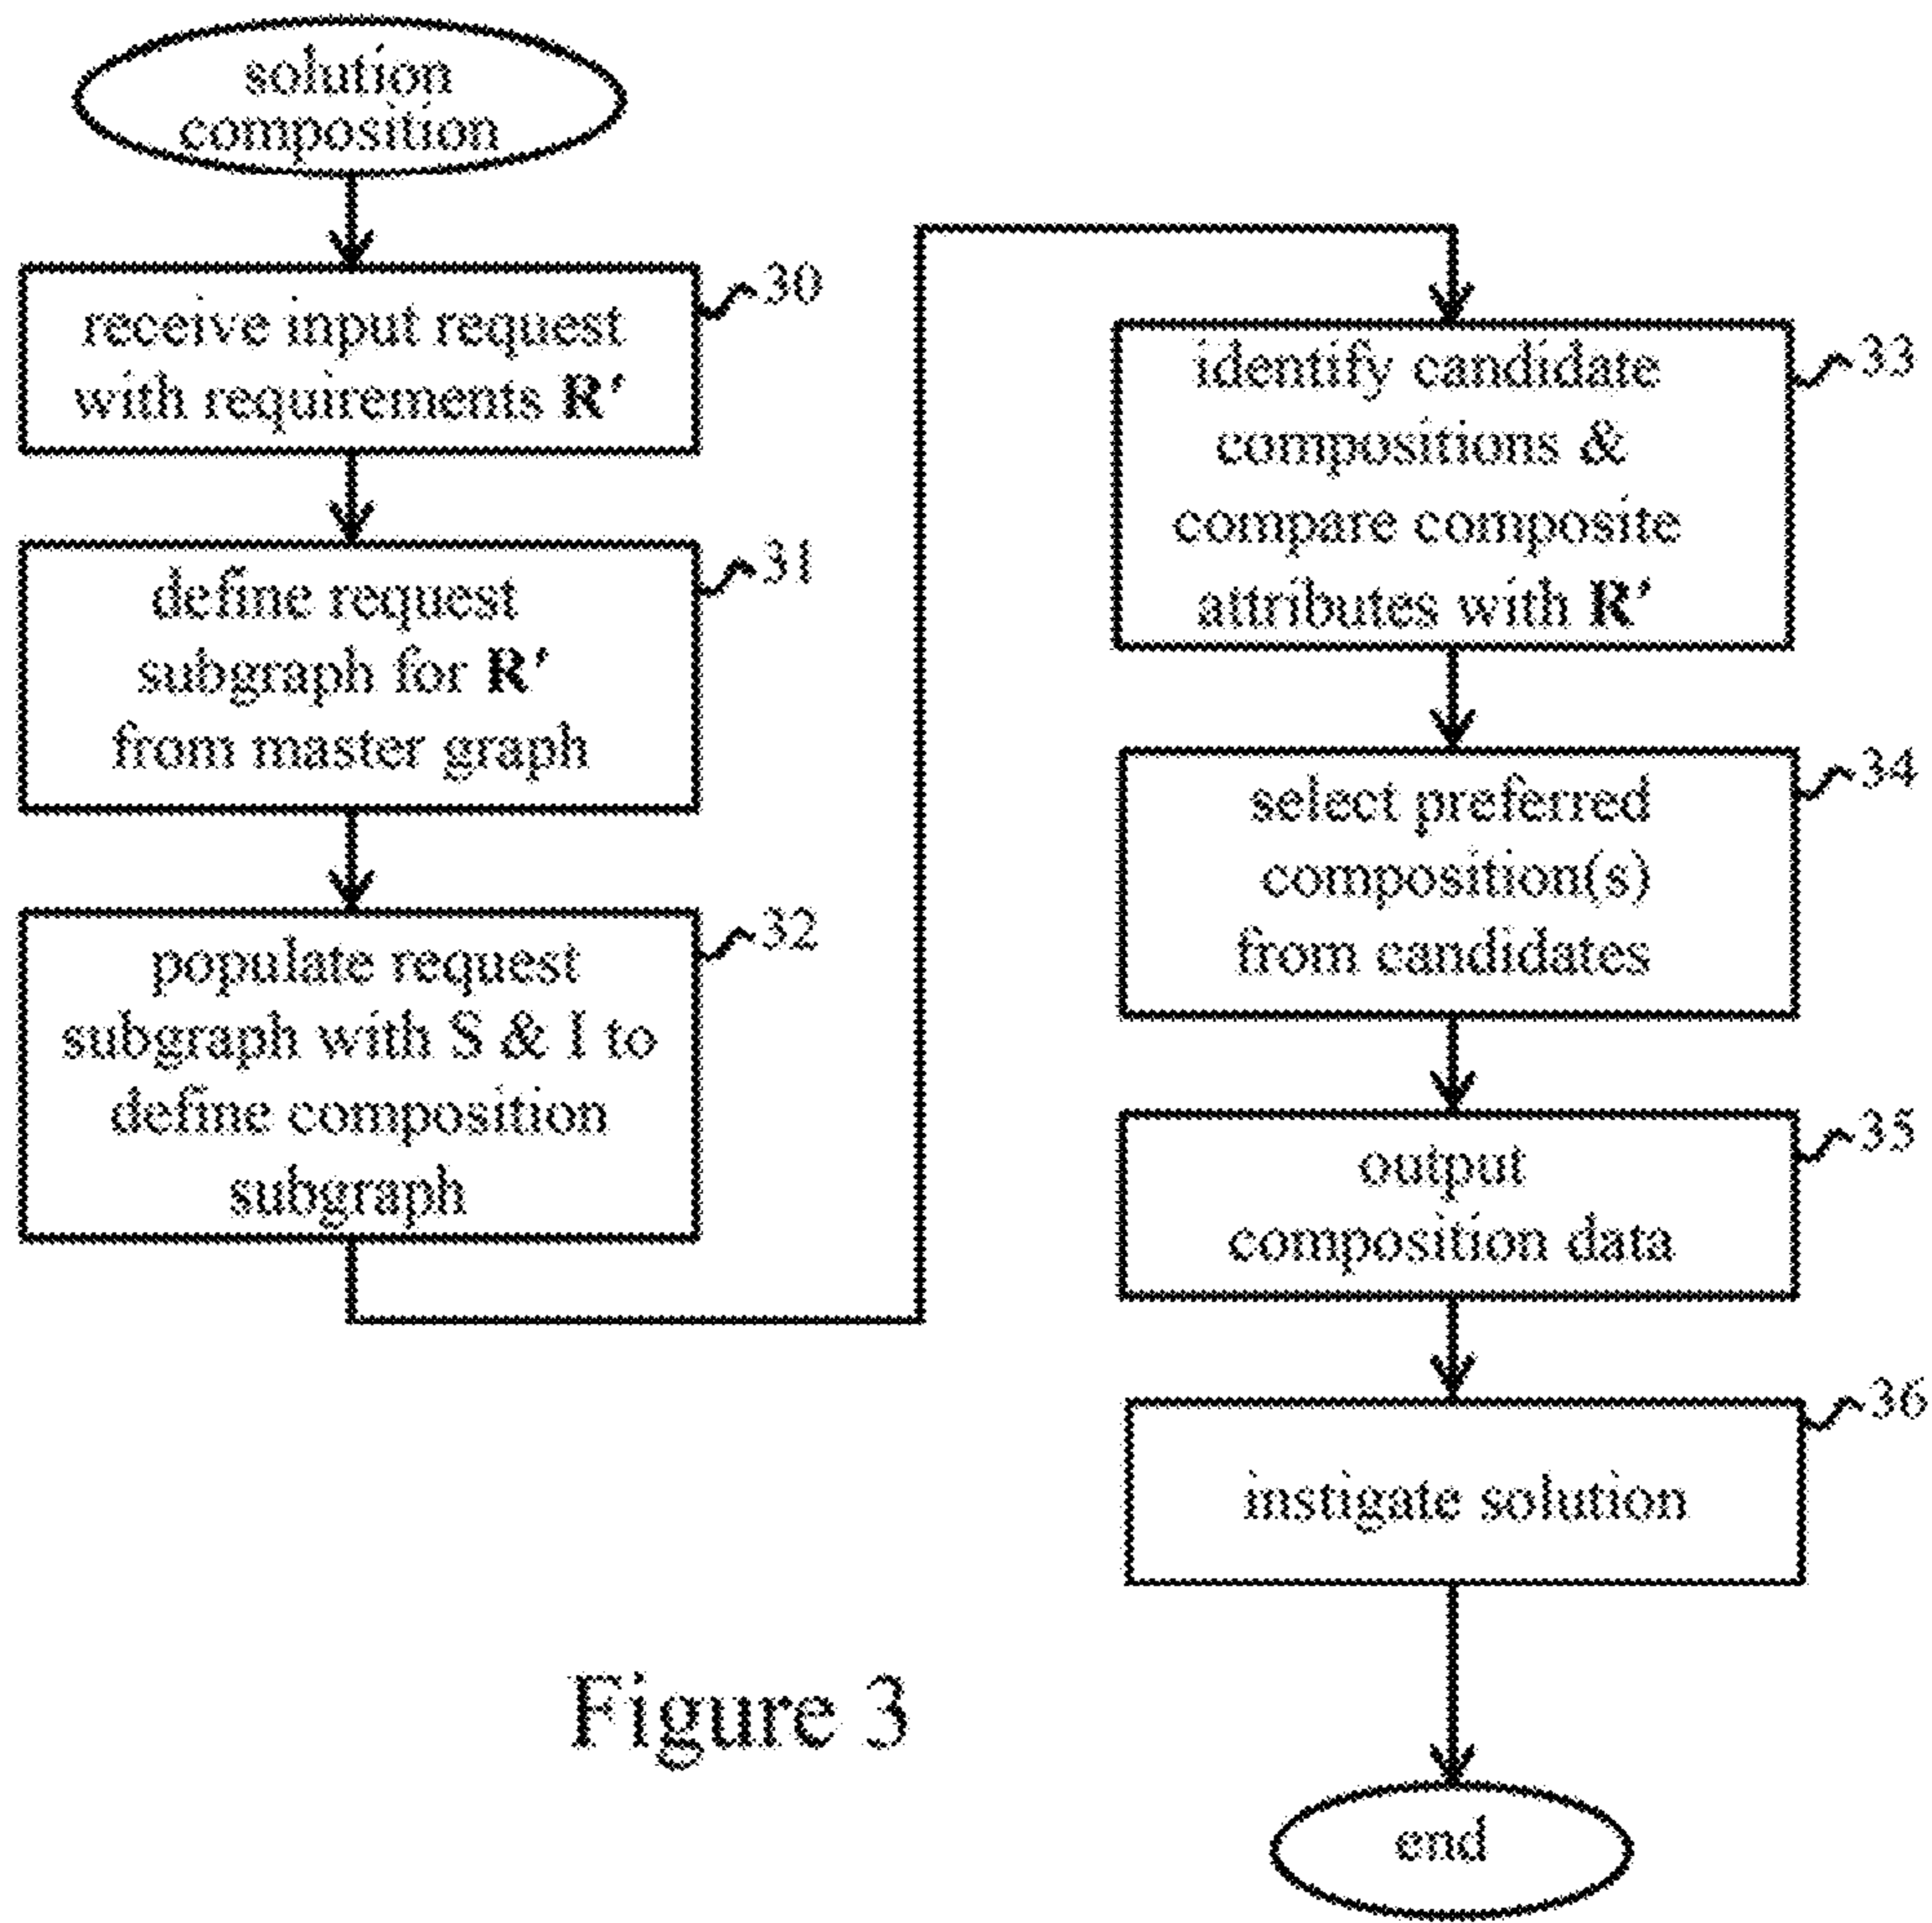 solution
composition
30
receive input request
with requirements R'
31
define request
subgraph for R'
from master graph
32
populate request
subgraph with S & I to
define composition
subgraph
33
identify candidate
compositions &
compare composite
attributes with R'
34
select preferred
composition(s)
from candidates
35
output
composition data
36
instigate solution
end
Figure 3